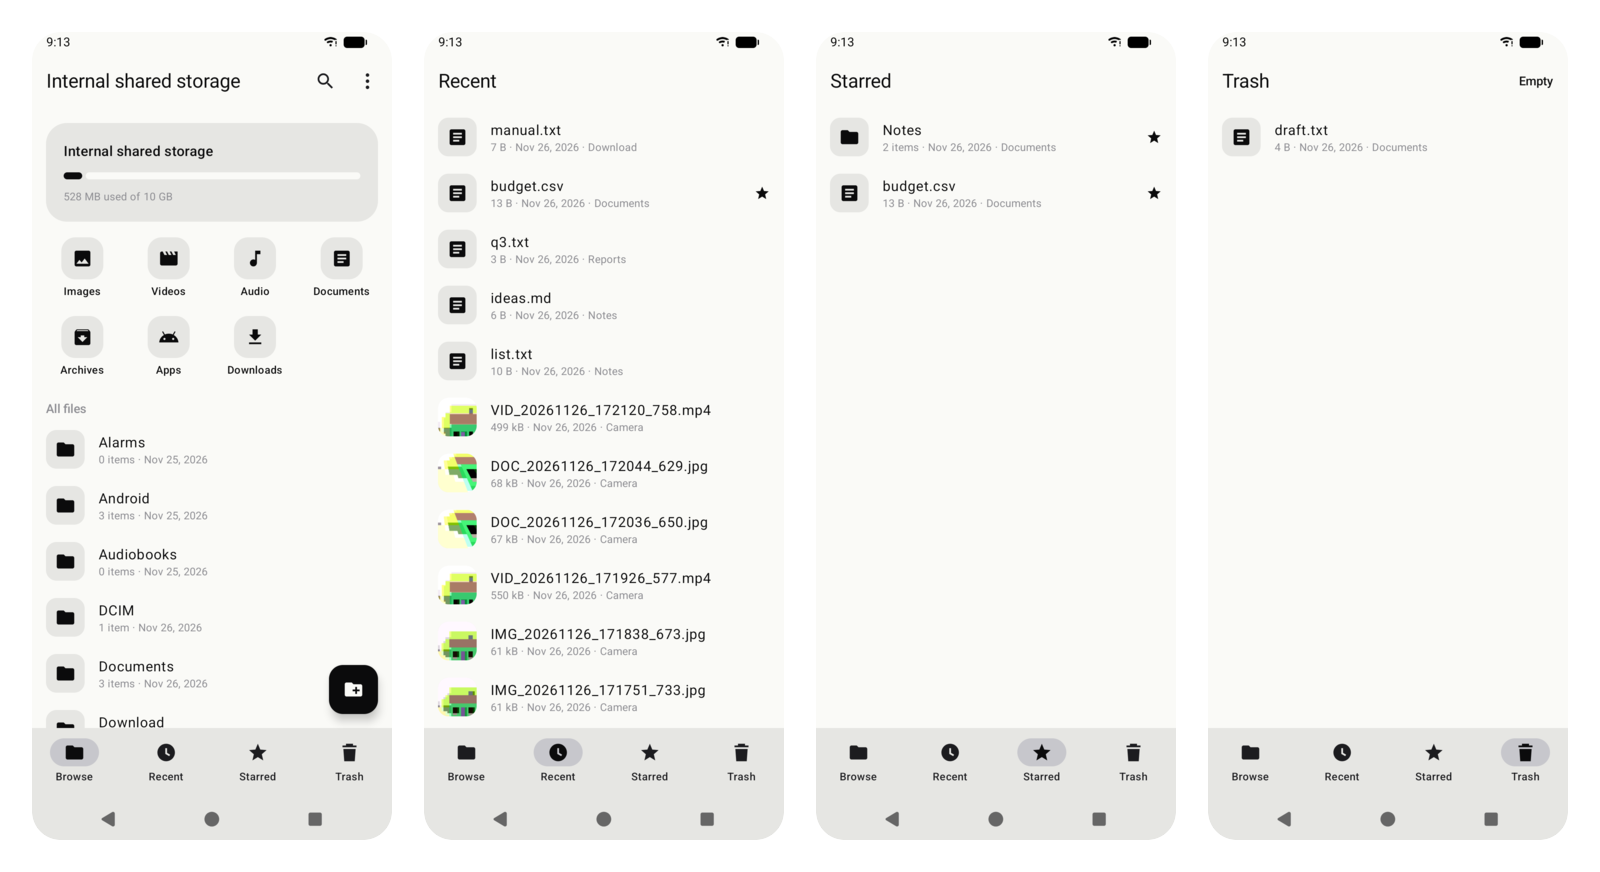 9:13
Internal shared storage
Internal shared storage
528 MB used of 10 GB
Images
Videos
Audio
Documents
Archives
Apps
Downloads
All files
Alarms
0 items · Nov 25, 2026
Android
3 items · Nov 25, 2026
Audiobooks
0 items · Nov 25, 2026
DCIM
1 item · Nov 26, 2026
Documents
3 items · Nov 26, 2026
Download
Browse
Recent
Starred
Trash
9:13
Recent
manual.txt
7 B · Nov 26, 2026 · Download
budget.csv
13 B · Nov 26, 2026 · Documents
q3.txt
3 B · Nov 26, 2026 · Reports
ideas.md
6 B · Nov 26, 2026 · Notes
list.txt
10 B · Nov 26, 2026 · Notes
VID_20261126_172120_758.mp4
499 kB · Nov 26, 2026 · Camera
DOC_20261126_172044_629.jpg
68 kB · Nov 26, 2026 · Camera
DOC_20261126_172036_650.jpg
67 kB · Nov 26, 2026 · Camera
VID_20261126_171926_577.mp4
550 kB · Nov 26, 2026 · Camera
IMG_20261126_171838_673.jpg
61 kB · Nov 26, 2026 · Camera
IMG_20261126_171751_733.jpg
61 kB · Nov 26, 2026 · Camera
Browse
Recent
Starred
Trash
9:13
Starred
Notes
2 items · Nov 26, 2026 · Documents
budget.csv
13 B · Nov 26, 2026 · Documents
Browse
Recent
Starred
Trash
9:13
Trash
Empty
draft.txt
4 B · Nov 26, 2026 · Documents
Browse
Recent
Starred
Trash